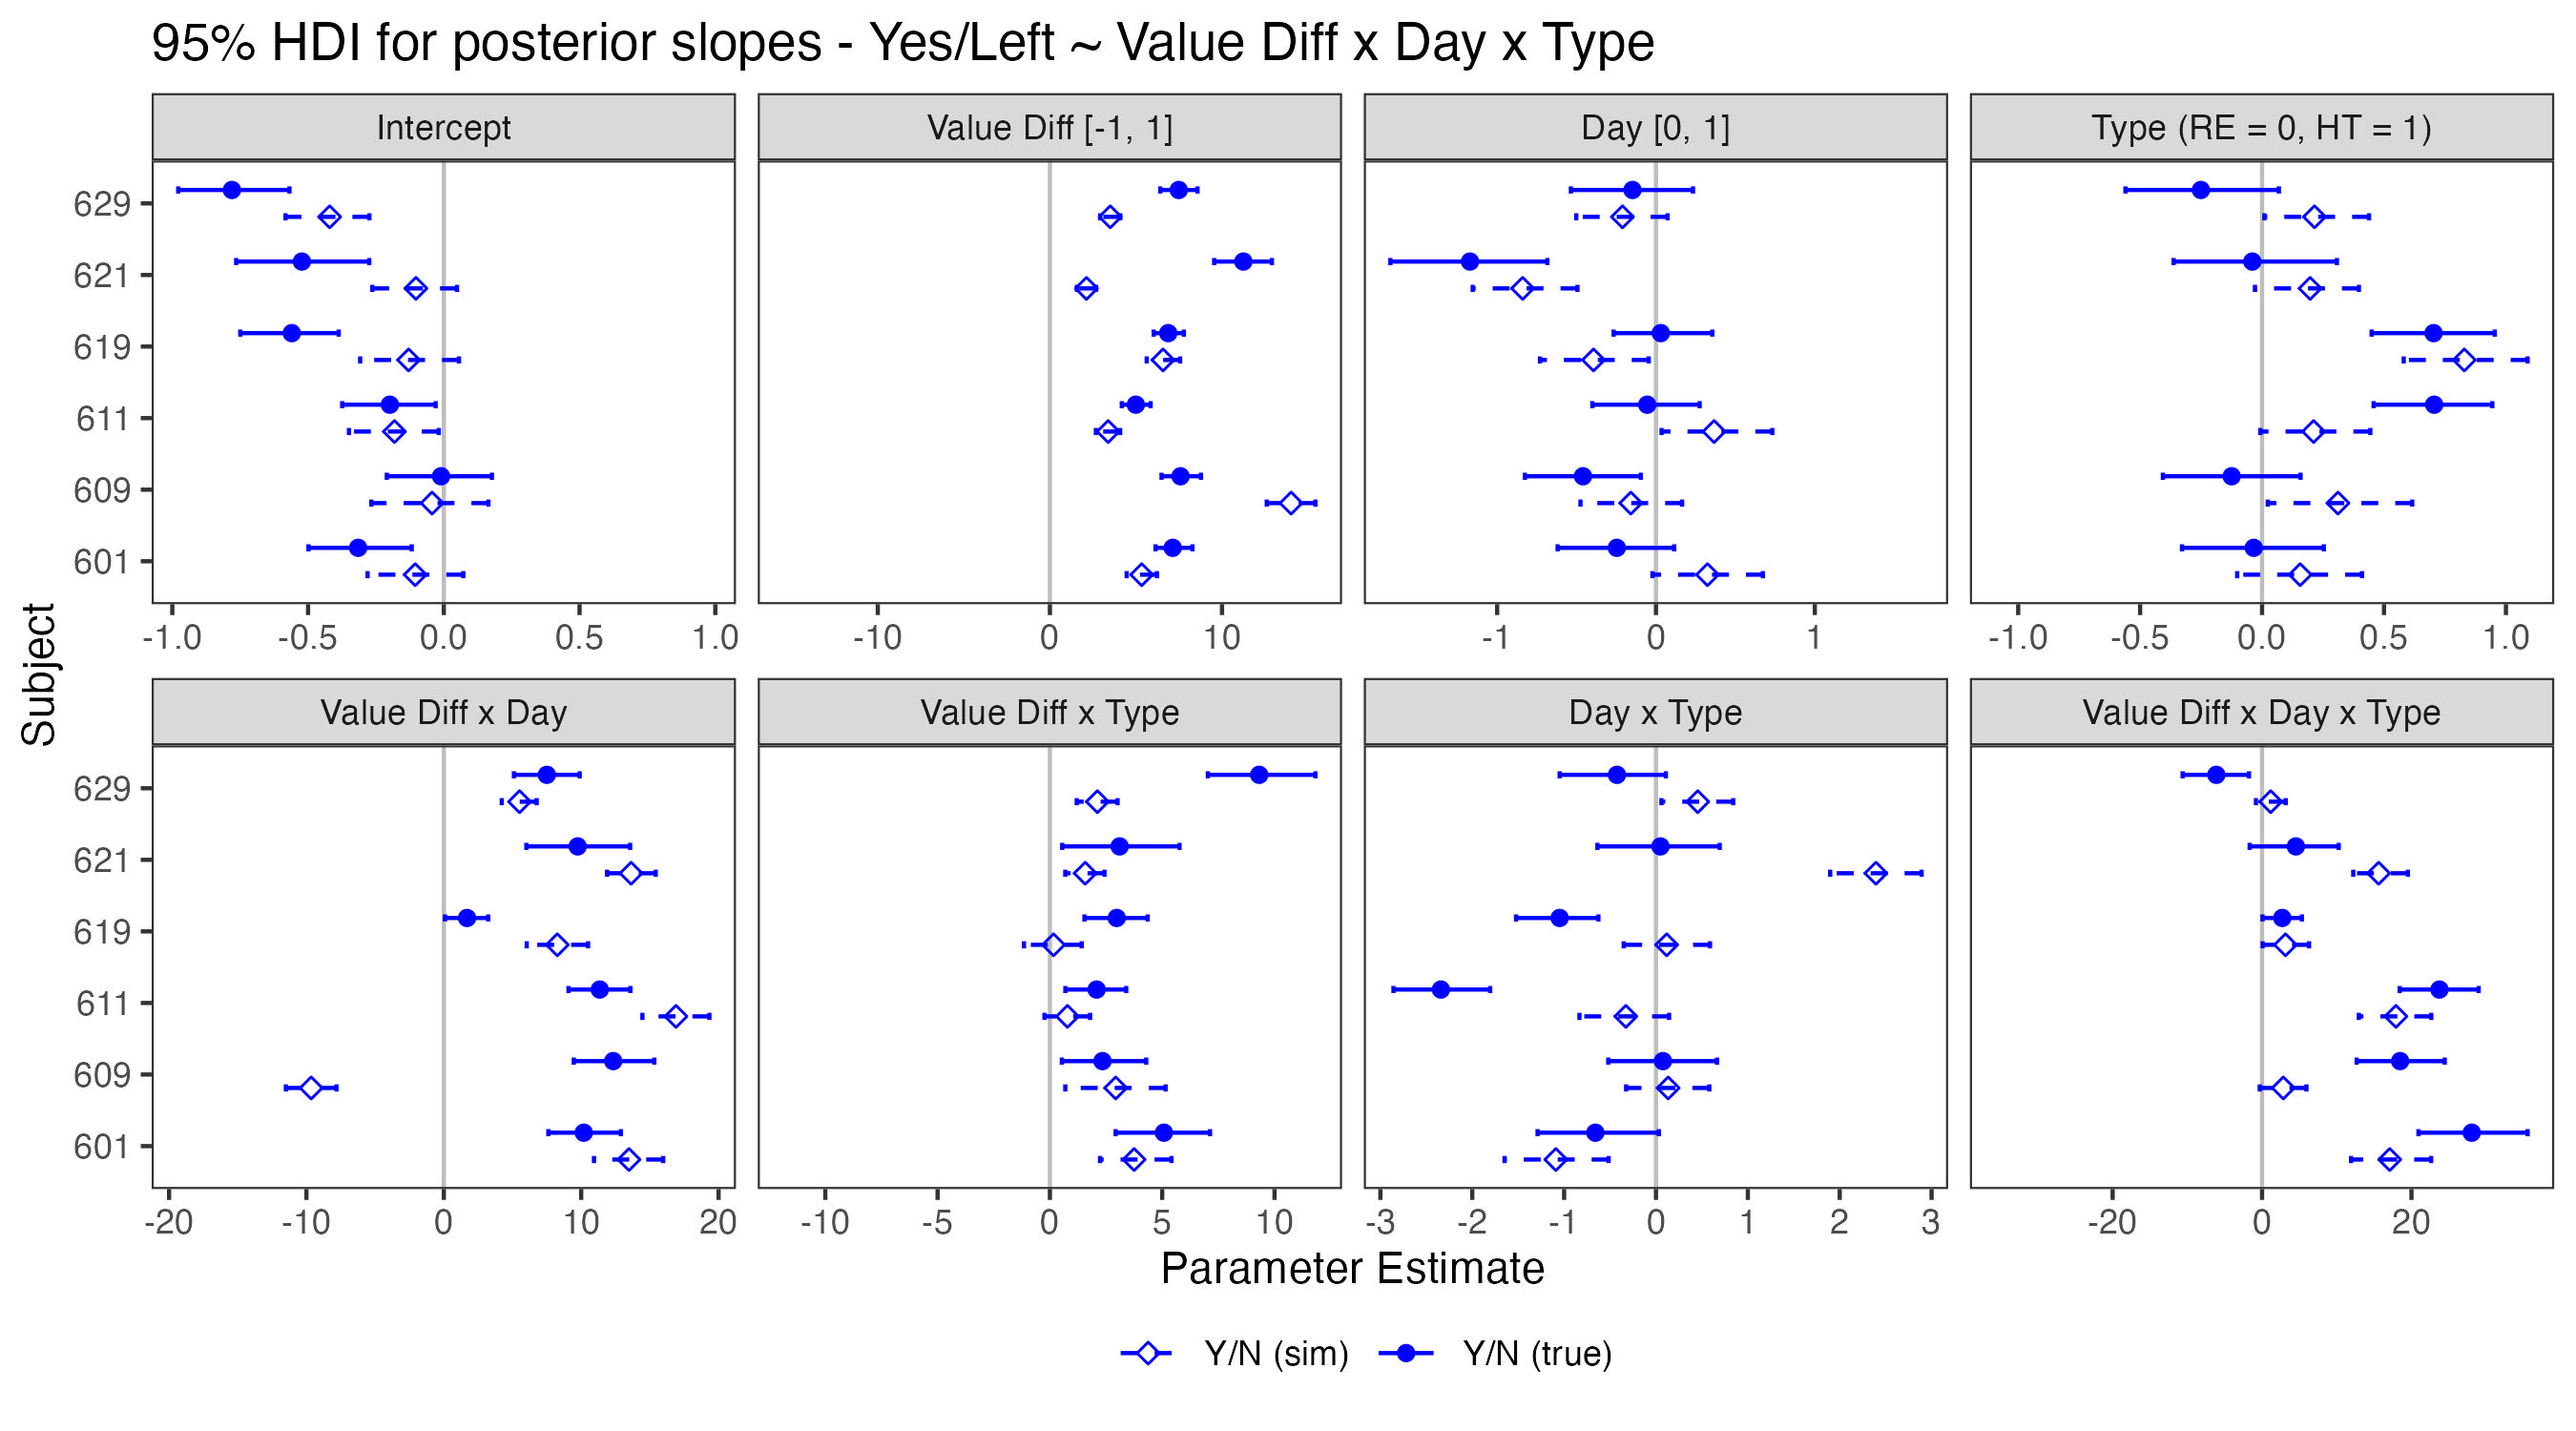 95% HDI for posterior slopes - Yes/Left ~ Value Diff x Day x Type
Intercept
Value Diff [-1, 1]
Day [0, 1]
Type (RE = 0, HT = 1)
629
621
619
611
609
601
-1.0 -0.5 0.0 0.5 1.0
-10 0 10
-1 0 1
-1.0 -0.5 0.0 0.5 1.0
Subject
Value Diff x Day
Value Diff x Type
Day x Type
Value Diff x Day x Type
629
621
619
611
609
601
-20 -10 0 10 20
-10 -5 0 5 10
-3 -2 -1 0 1 2 3
-20 0 20
Parameter Estimate
Y/N (sim) Y/N (true)